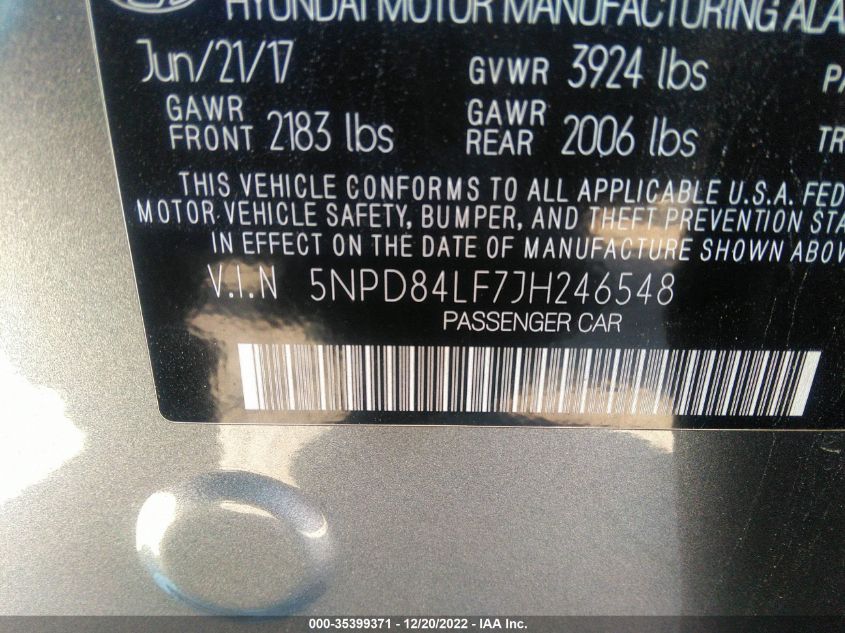 HYUNDAI MOTOR MANUFACTURING ALA
Jun/21/17 GVWR 3924 lbs PA
GAWR FRONT 2183 lbs GAWR REAR 2006 lbs TR
THIS VEHICLE CONFORMS TO ALL APPLICABLE U.S.A. FED
MOTOR VEHICLE SAFETY, BUMPER, AND THEFT PREVENTION STA
IN EFFECT ON THE DATE OF MANUFACTURE SHOWN ABOV
V.I.N 5NPD84LF7JH246548
PASSENGER CAR
000-35399371 - 12/20/2022 - IAA Inc.